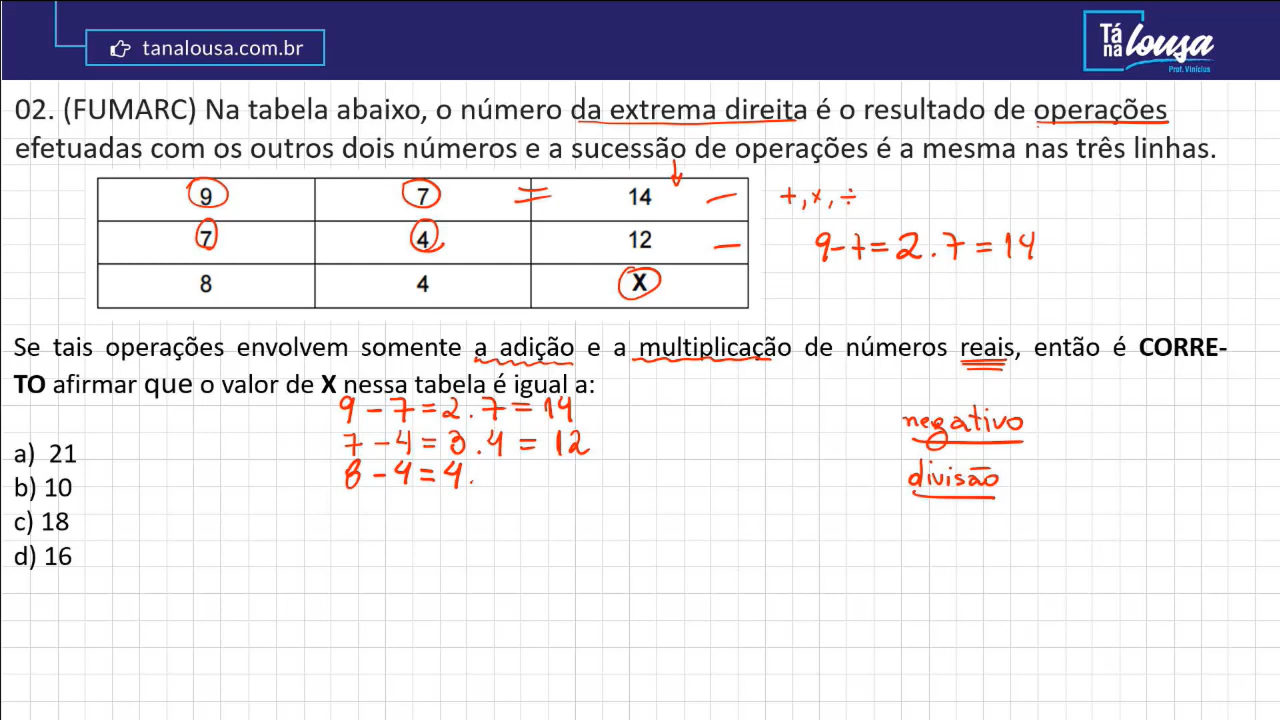 tanalousa.com.br
Tá na lousa
Prof. Vinícius
02. (FUMARC) Na tabela abaixo, o número da extrema direita é o resultado de operações
efetuadas com os outros dois números e a sucessão de operações é a mesma nas três linhas.
9 7 = 14 -
+, x, ÷
7 4 12 -
9-7=2.7=14
8 4 X
Se tais operações envolvem somente a adição e a multiplicação de números reais, então é CORRE-
TO afirmar que o valor de X nessa tabela é igual a:
9-7=2.7=14
negativo
7-4=3.4=12
a) 21
8-4=4.
divisão
b) 10
c) 18
d) 16